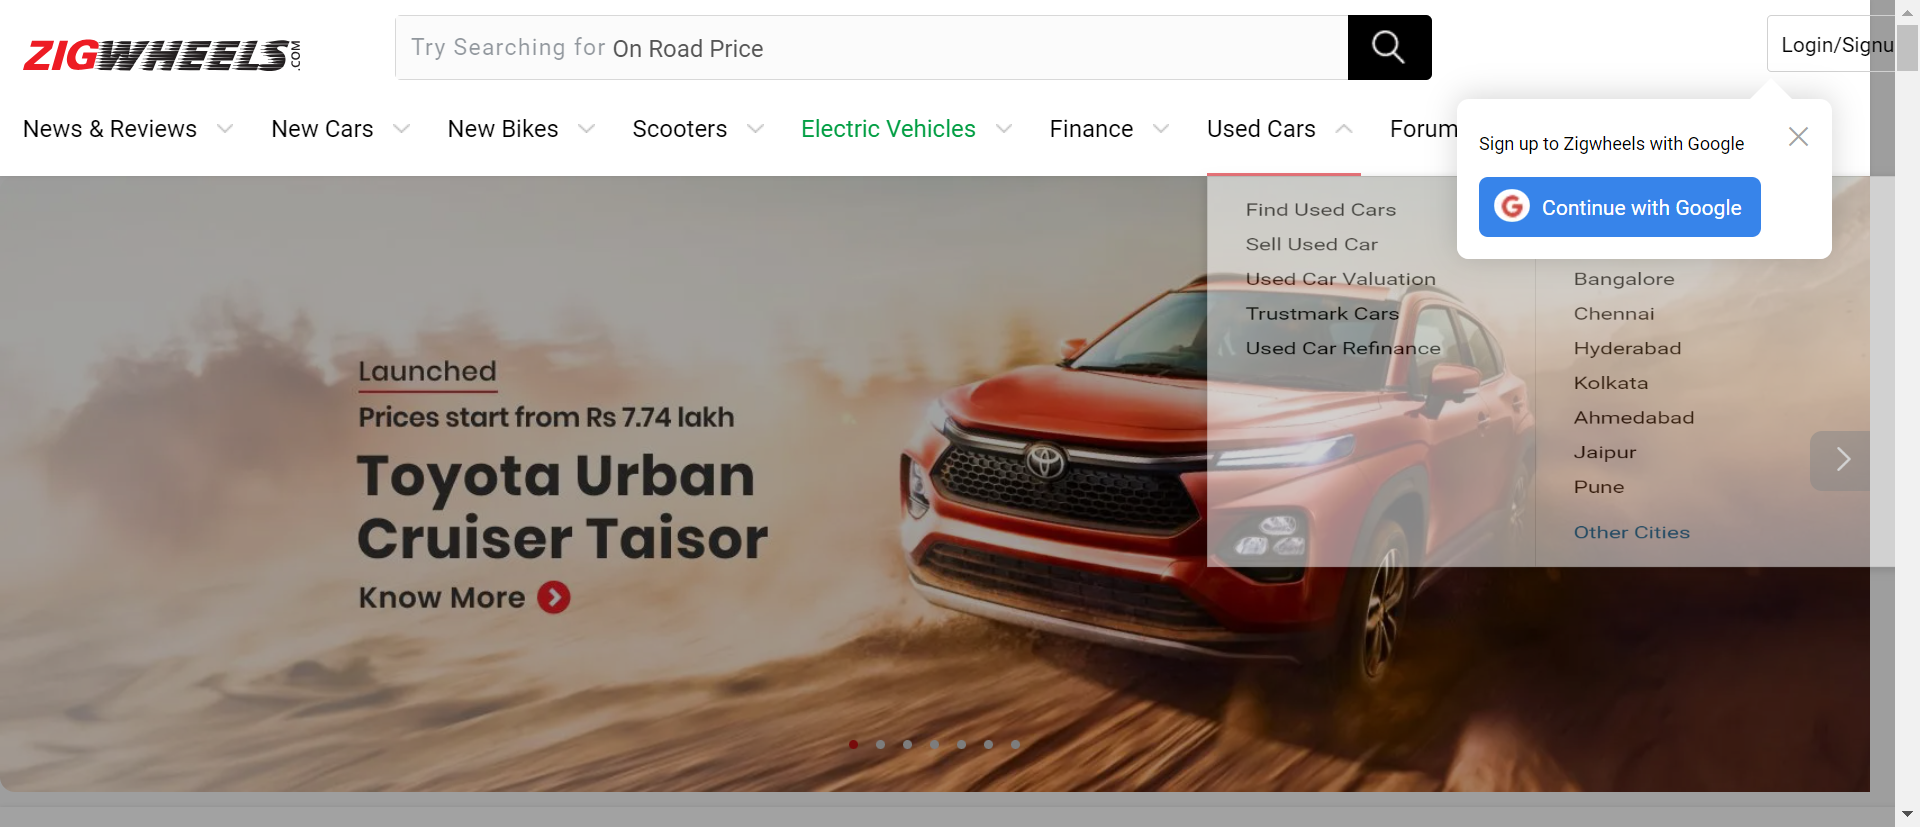 ZIGWHEELS.COM
Try Searching for On Road Price
Login/Signu
News & Reviews
New Cars
New Bikes
Scooters
Electric Vehicles
Finance
Used Cars
Forum
Sign up to Zigwheels with Google
Continue with Google
Find Used Cars
Sell Used Car
Used Car Valuation
Trustmark Cars
Used Car Refinance
Bangalore
Chennai
Hyderabad
Kolkata
Ahmedabad
Jaipur
Pune
Other Cities
Launched
Prices start from Rs 7.74 lakh
Toyota Urban
Cruiser Taisor
Know More